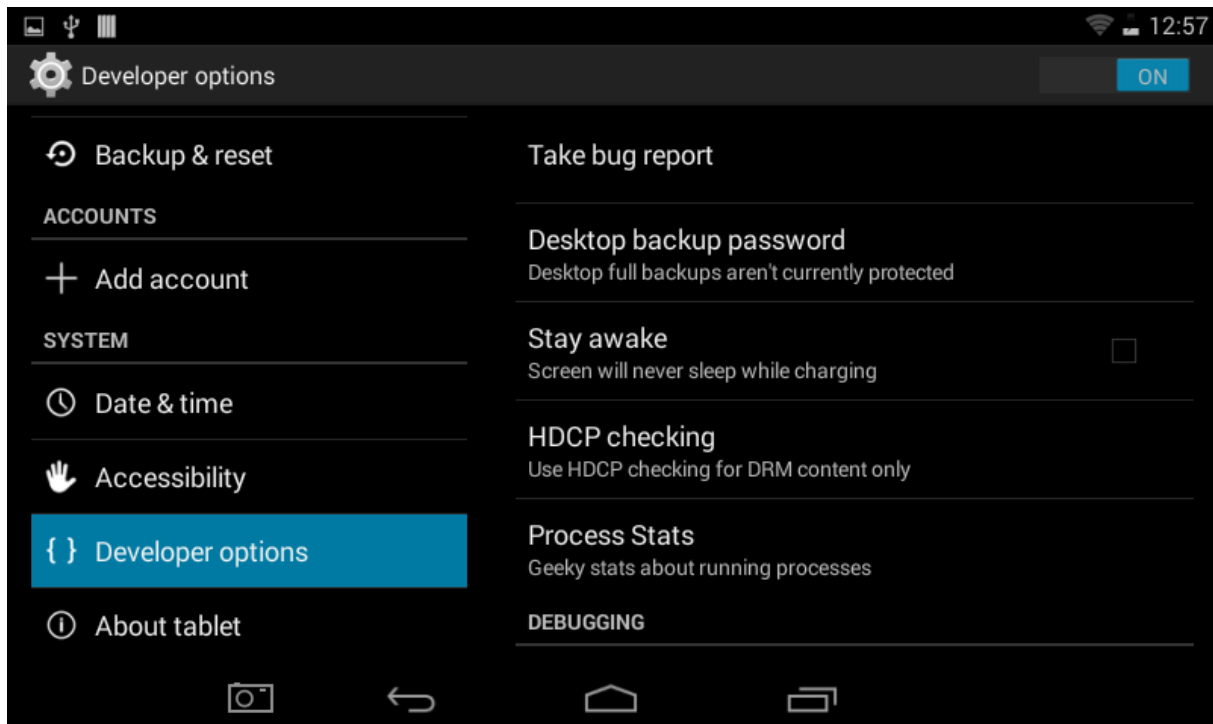 12:57
Developer options
ON
Backup & reset
ACCOUNTS
Add account
SYSTEM
Date & time
Accessibility
{ } Developer options
About tablet
Take bug report
Desktop backup password
Desktop full backups aren't currently protected
Stay awake
Screen will never sleep while charging
HDCP checking
Use HDCP checking for DRM content only
Process Stats
Geeky stats about running processes
DEBUGGING